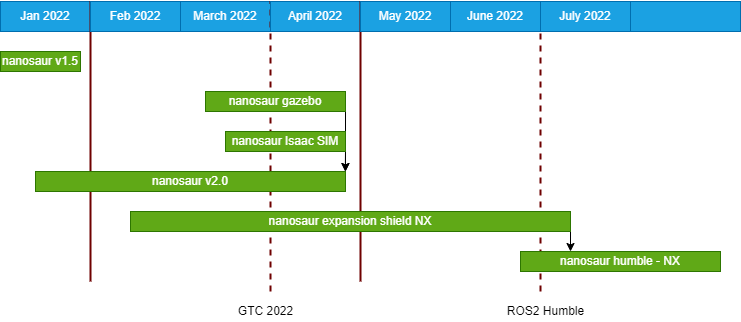 Jan 2022
Feb 2022
March 2022
April 2022
May 2022
June 2022
July 2022
nanosaur v1.5
nanosaur gazebo
nanosaur Isaac SIM
nanosaur v2.0
nanosaur expansion shield NX
nanosaur humble - NX
GTC 2022
ROS2 Humble